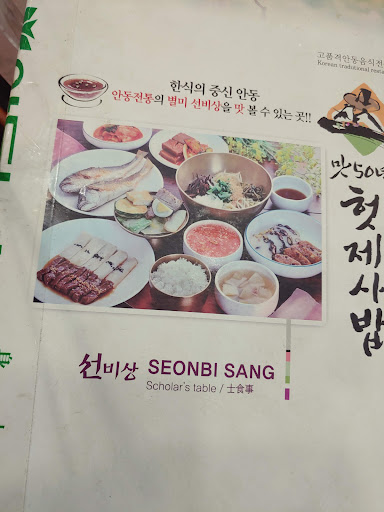 한식의 중신 안동
안동전통의 별미 선비상을 맛 볼 수 있는 곳!!
고품격안동음식전
Korean traditional resta
맛50년
헛제사밥
선비상 SEONBI SANG
Scholar's table / 士食事